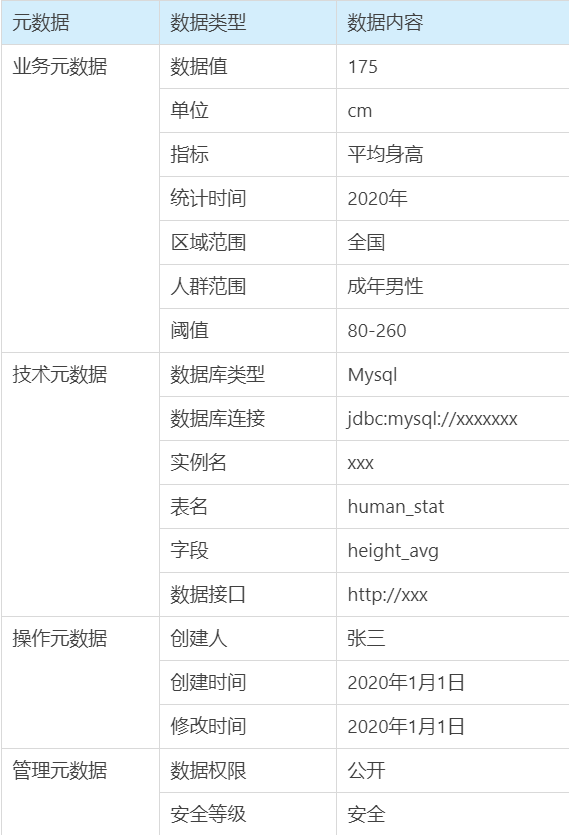 元数据 数据类型 数据内容
业务元数据 数据值 175
单位 cm
指标 平均身高
统计时间 2020年
区域范围 全国
人群范围 成年男性
阈值 80-260
技术元数据 数据库类型 Mysql
数据库连接 jdbc:mysql://xxxxxxx
实例名 xxx
表名 human_stat
字段 height_avg
数据接口 http://xxx
操作元数据 创建人 张三
创建时间 2020年1月1日
修改时间 2020年1月1日
管理元数据 数据权限 公开
安全等级 安全